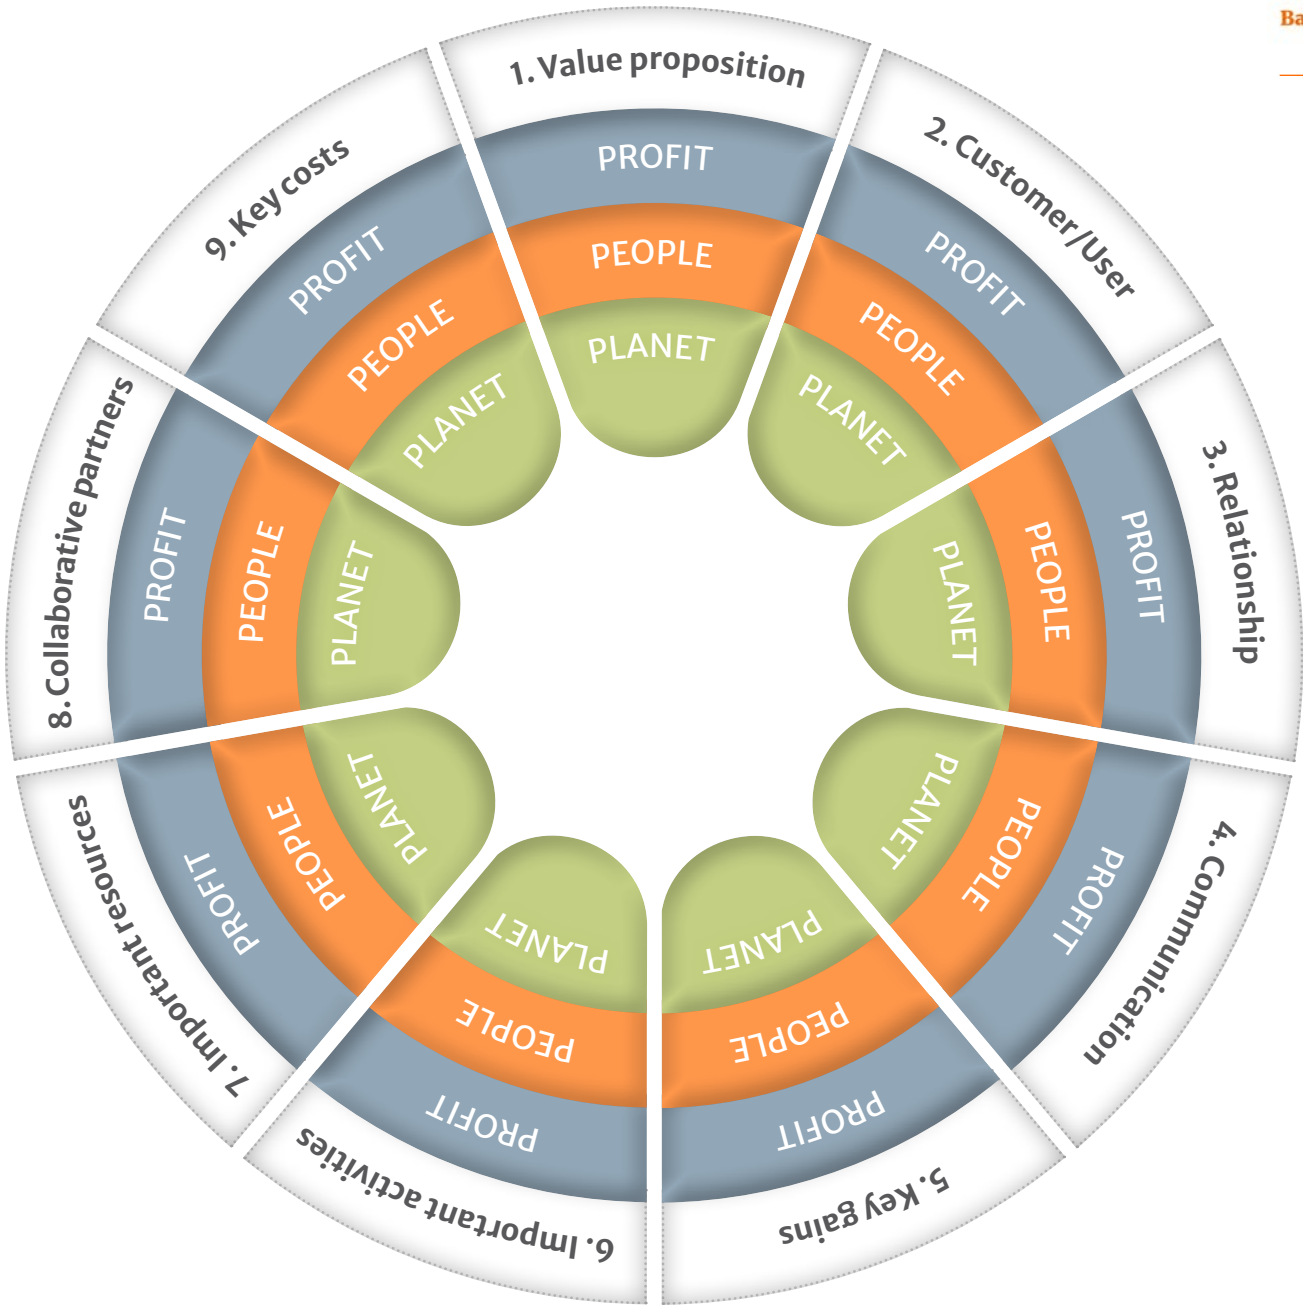 Ba
1. Value proposition
PROFIT
PEOPLE
PLANET
2. Customer/User
PROFIT
PEOPLE
PLANET
3. Relationship
PROFIT
PEOPLE
PLANET
4. Communication
PROFIT
PEOPLE
PLANET
5. Key gains
PROFIT
PEOPLE
PLANET
6. Important activities
PROFIT
PEOPLE
PLANET
7. Important resources
PROFIT
PEOPLE
PLANET
8. Collaborative partners
PROFIT
PEOPLE
PLANET
9. Key costs
PROFIT
PEOPLE
PLANET